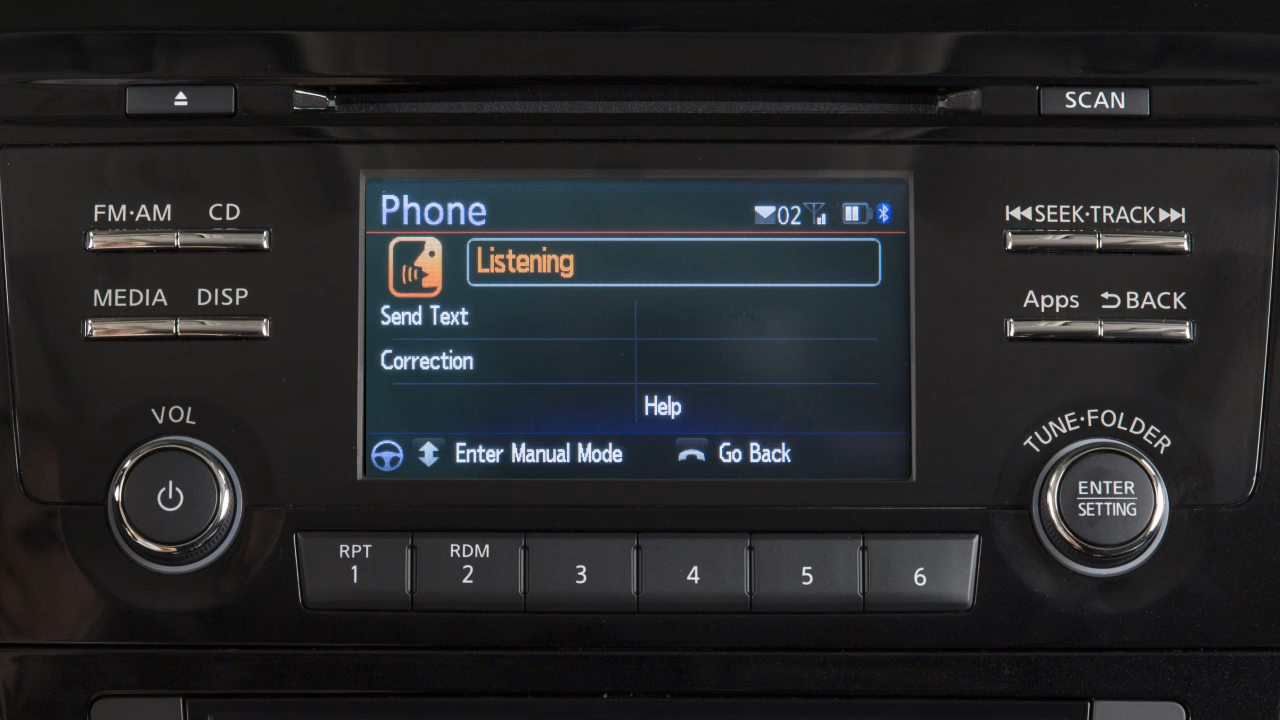 SCAN
FM·AM CD
MEDIA DISP
VOL
Phone 02
Listening
Send Text
Correction
Help
Enter Manual Mode Go Back
SEEK·TRACK
Apps BACK
TUNE·FOLDER
ENTER
SETTING
RPT RDM
1 2 3 4 5 6